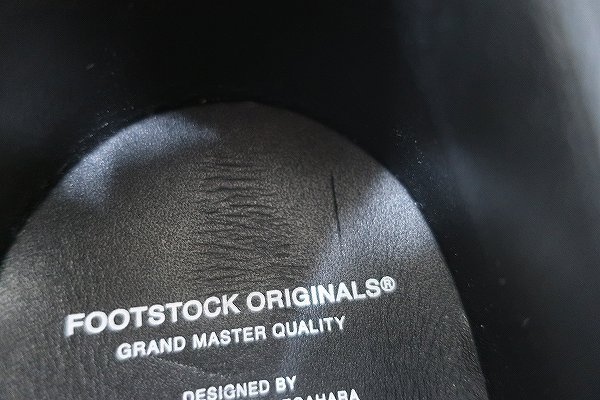 FOOTSTOCK ORIGINALS®
GRAND MASTER QUALITY
DESIGNED BY